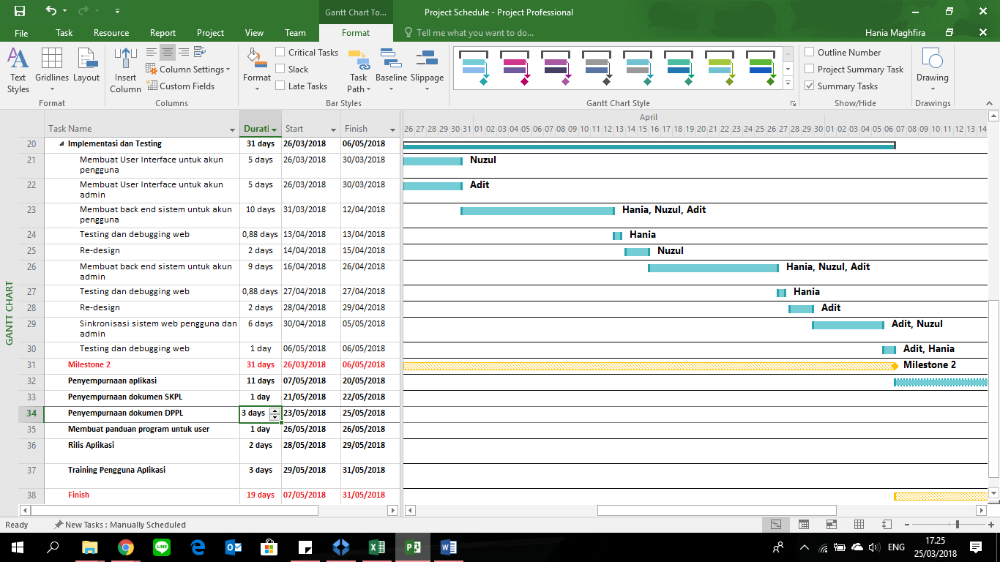 Gantt Chart To...
Project Schedule - Project Professional
File Task Resource Report Project View Team Format Tell me what you want to do... Hania Maghfira
Text Styles
Gridlines
Layout
Format
Insert Column
Column Settings
Custom Fields
Columns
Format
Critical Tasks
Slack
Late Tasks
Task Path
Baseline
Slippage
Bar Styles
Gantt Chart Style
Outline Number
Project Summary Task
Summary Tasks
Show/Hide
Drawing
Drawings
GANTT CHART
Task Name Durati Start Finish
April
26 27 28 29 30 31 01 02 03 04 05 06 07 08 09 10 11 12 13 14 15 16 17 18 19 20 21 22 23 24 25 26 27 28 29 30 01 02 03 04 05 06 07 08 09 10 11 12 13 14
20 Implementasi dan Testing 31 days 26/03/2018 06/05/2018
21 Membuat User Interface untuk akun 5 days 26/03/2018 30/03/2018 Nuzul
pengguna
22 Membuat User Interface untuk akun 5 days 26/03/2018 30/03/2018 Adit
admin
23 Membuat back end sistem untuk akun 10 days 31/03/2018 12/04/2018 Hania, Nuzul, Adit
pengguna
24 Testing dan debugging web 0,88 days 13/04/2018 13/04/2018 Hania
25 Re-design 2 days 14/04/2018 15/04/2018 Nuzul
26 Membuat back end sistem untuk akun 9 days 16/04/2018 26/04/2018 Hania, Nuzul, Adit
admin
27 Testing dan debugging web 0,88 days 27/04/2018 27/04/2018 Hania
28 Re-design 2 days 28/04/2018 29/04/2018 Adit
29 Sinkronisasi sistem web pengguna dan 6 days 30/04/2018 05/05/2018 Adit, Nuzul
admin
30 Testing dan debugging web 1 day 06/05/2018 06/05/2018 Adit, Hania
31 Milestone 2 31 days 26/03/2018 06/05/2018 Milestone 2
32 Penyempurnaan aplikasi 11 days 07/05/2018 20/05/2018
33 Penyempurnaan dokumen SKPL 1 day 21/05/2018 22/05/2018
34 Penyempurnaan dokumen DPPL 3 days 23/05/2018 25/05/2018
35 Membuat panduan program untuk user 1 day 26/05/2018 26/05/2018
36 Rilis Aplikasi 2 days 28/05/2018 29/05/2018
37 Training Pengguna Aplikasi 3 days 29/05/2018 31/05/2018
38 Finish 19 days 07/05/2018 31/05/2018
Ready New Tasks : Manually Scheduled
LINE
ENG
17.25
25/03/2018